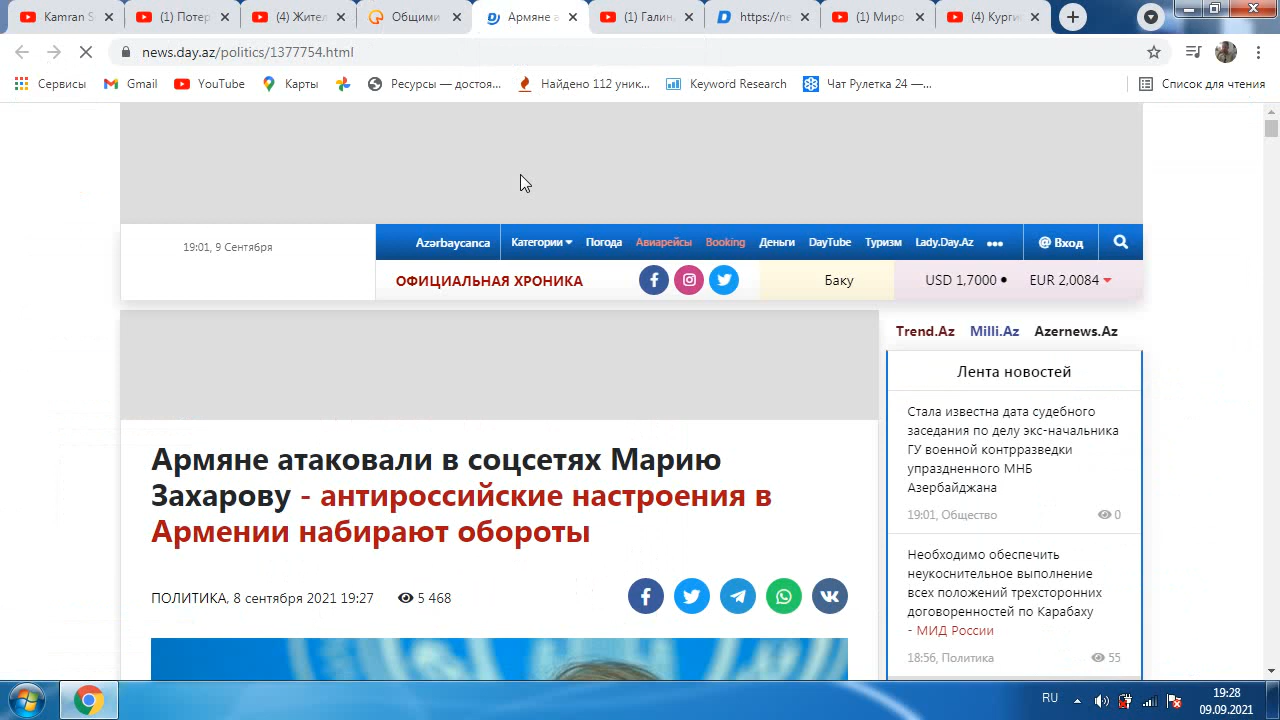 Kamran S
(1) Потер
(4) Жител
Общими
Армяне а
(1) Галин
https://ne
(1) Миро
(4) Курги
news.day.az/politics/1377754.html
Сервисы
Gmail
YouTube
Карты
Ресурсы — достоя...
Найдено 112 уник...
Keyword Research
Чат Рулетка 24 —...
Список для чтения
19:01, 9 Сентября
Azərbaycanca
Категории
Погода
Авиарейсы
Booking
Деньги
DayTube
Туризм
Lady.Day.Az
Вход
ОФИЦИАЛЬНАЯ ХРОНИКА
Баку
USD 1,7000
EUR 2,0084
Trend.Az
Milli.Az
Azernews.Az
Армяне атаковали в соцсетях Марию
Захарову - антироссийские настроения в
Армении набирают обороты
ПОЛИТИКА, 8 сентября 2021 19:27
5 468
Лента новостей
Стала известна дата судебного
заседания по делу экс-начальника
ГУ военной контрразведки
упраздненного МНБ
Азербайджана
19:01, Общество
0
Необходимо обеспечить
неукоснительное выполнение
всех положений трехсторонних
договоренностей по Карабаху
- МИД России
18:56, Политика
55
RU
19:28
09.09.2021